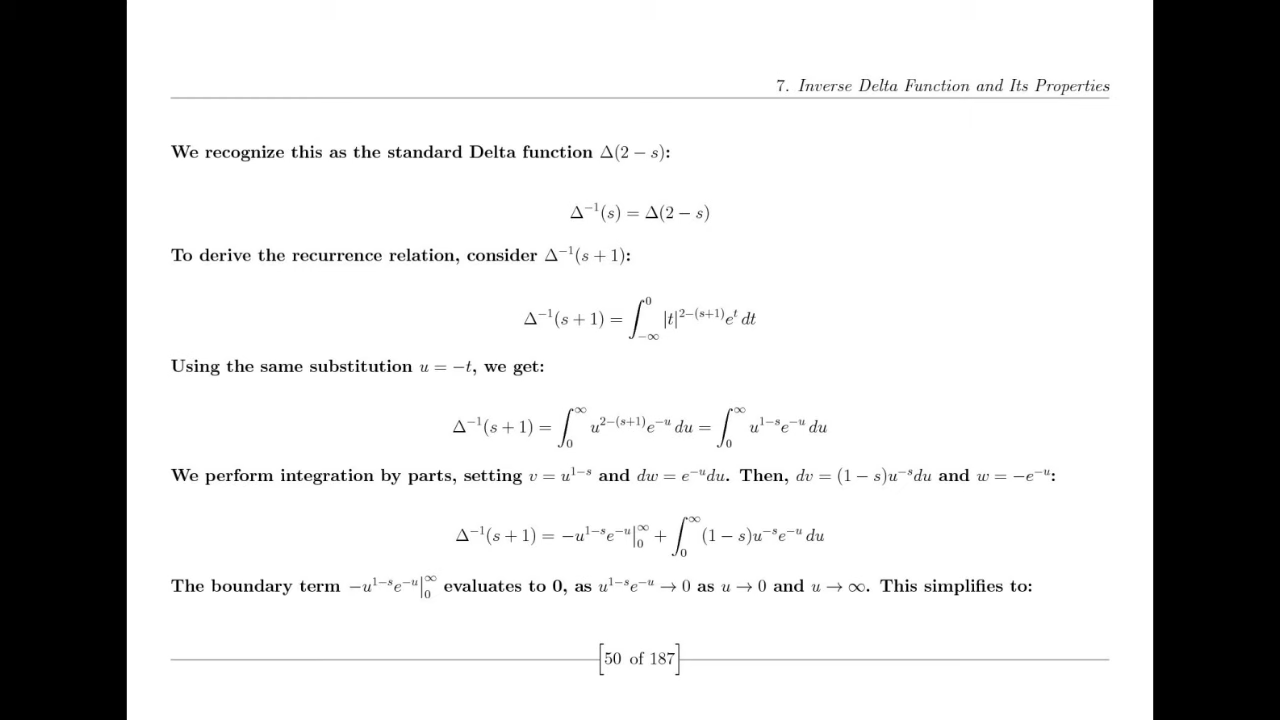 7. Inverse Delta Function and Its Properties
We recognize this as the standard Delta function Δ(2 − s):
Δ⁻¹(s) = Δ(2 − s)
To derive the recurrence relation, consider Δ⁻¹(s + 1):
Δ⁻¹(s + 1) = ∫_{−∞}^{0} |t|^{2−(s+1)} e^t dt
Using the same substitution u = −t, we get:
Δ⁻¹(s + 1) = ∫_0^∞ u^{2−(s+1)} e^{−u} du = ∫_0^∞ u^{1−s} e^{−u} du
We perform integration by parts, setting v = u^{1−s} and dw = e^{−u}du. Then, dv = (1 − s)u^{−s}du and w = −e^{−u}:
Δ⁻¹(s + 1) = −u^{1−s}e^{−u}|_0^∞ + ∫_0^∞ (1 − s)u^{−s}e^{−u} du
The boundary term −u^{1−s}e^{−u}|_0^∞ evaluates to 0, as u^{1−s}e^{−u} → 0 as u → 0 and u → ∞. This simplifies to:
[50 of 187]